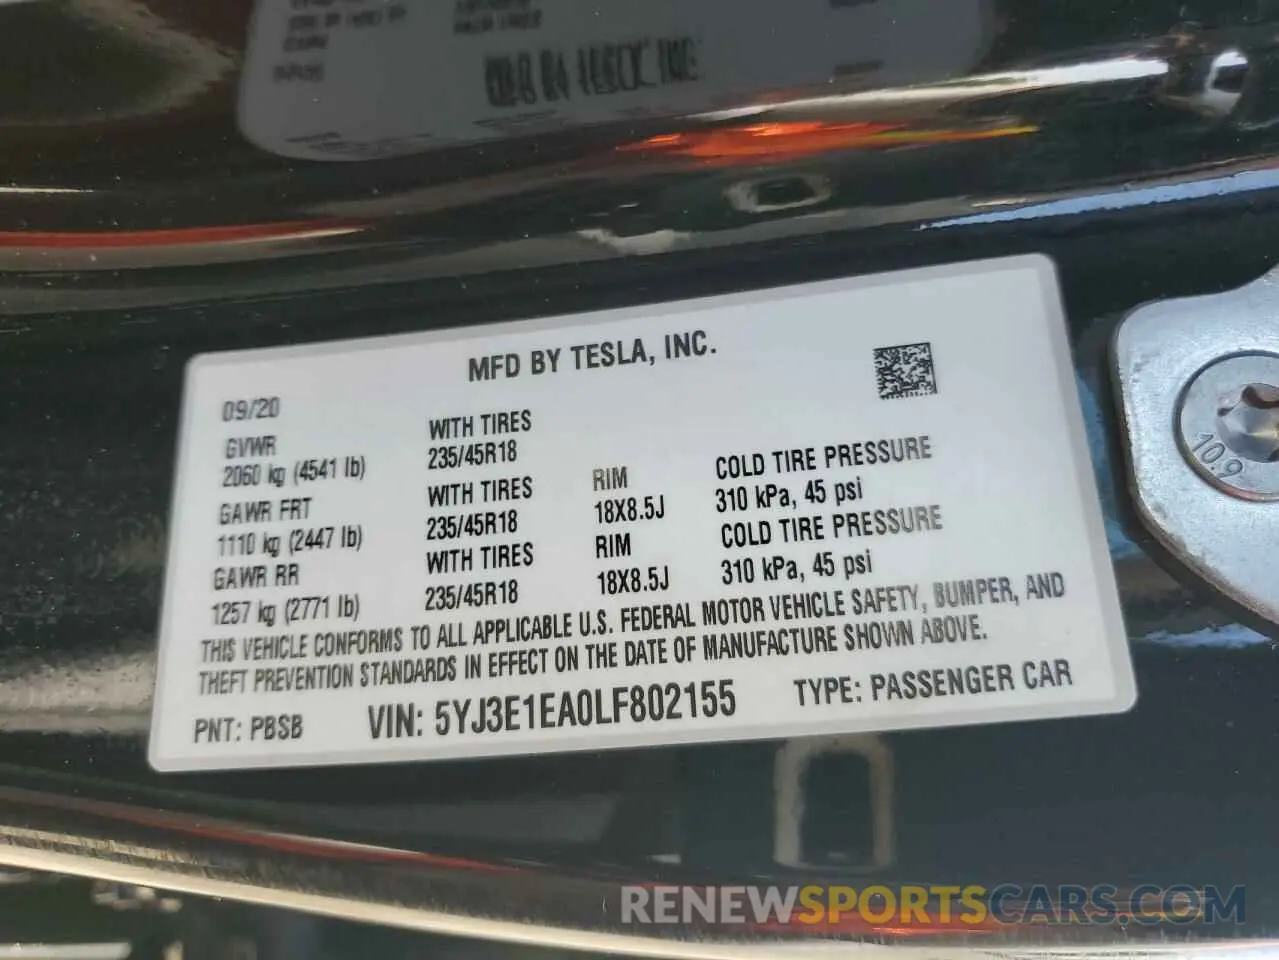 MFD BY TESLA, INC.
09/20
GVWR
2060 kg (4541 lb)
WITH TIRES
235/45R18
GAWR FRT
1110 kg (2447 lb)
WITH TIRES
235/45R18
RIM
18X8.5J
COLD TIRE PRESSURE
310 kPa, 45 psi
GAWR RR
1257 kg (2771 lb)
WITH TIRES
235/45R18
RIM
18X8.5J
COLD TIRE PRESSURE
310 kPa, 45 psi
THIS VEHICLE CONFORMS TO ALL APPLICABLE U.S. FEDERAL MOTOR VEHICLE SAFETY, BUMPER, AND
THEFT PREVENTION STANDARDS IN EFFECT ON THE DATE OF MANUFACTURE SHOWN ABOVE.
PNT: PBSB VIN: 5YJ3E1EA0LF802155 TYPE: PASSENGER CAR
10.9
RENEWSPORTSCARS.COM